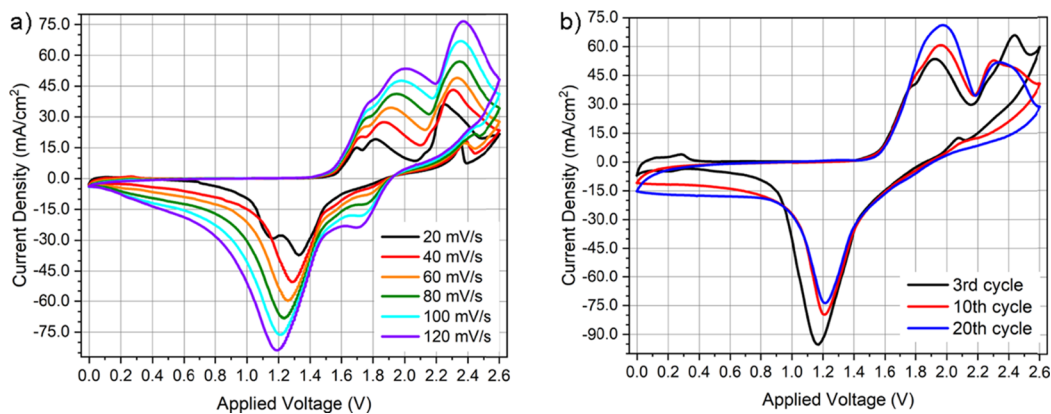 a)
75.0
60.0
45.0
30.0
15.0
0.0
-15.0
-30.0
-45.0
-60.0
-75.0
Current Density (mA/cm²)
20 mV/s
40 mV/s
60 mV/s
80 mV/s
100 mV/s
120 mV/s
0.0 0.2 0.4 0.6 0.8 1.0 1.2 1.4 1.6 1.8 2.0 2.2 2.4 2.6
Applied Voltage (V)
b)
75.0
60.0
45.0
30.0
15.0
0.0
-15.0
-30.0
-45.0
-60.0
-75.0
-90.0
Current Density (mA/cm²)
3rd cycle
10th cycle
20th cycle
0.0 0.2 0.4 0.6 0.8 1.0 1.2 1.4 1.6 1.8 2.0 2.2 2.4 2.6
Applied Voltage (V)